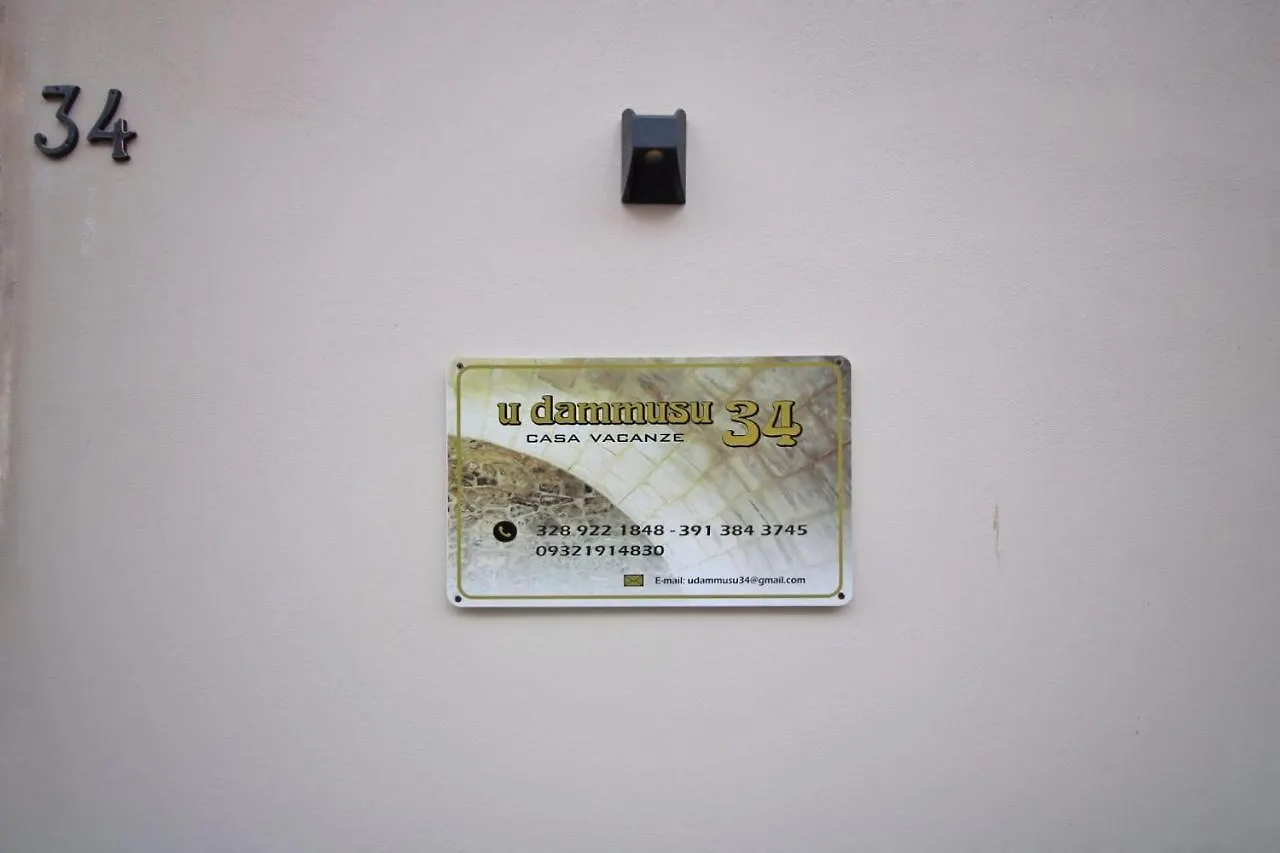 34
u dammusu 34
CASA VACANZE
328 922 1848 - 391 384 3745
09321914830
E-mail: udammusu34@gmail.com